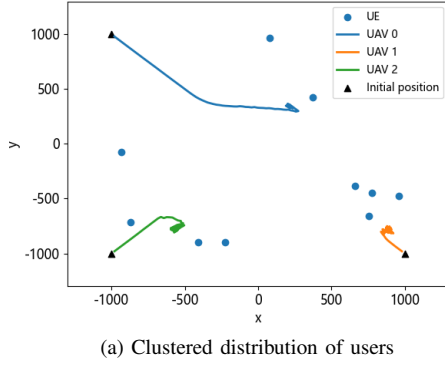 UE
UAV 0
UAV 1
UAV 2
Initial position
1000
500
0
-500
-1000
y
-1000 -500 0 500 1000
x
(a) Clustered distribution of users